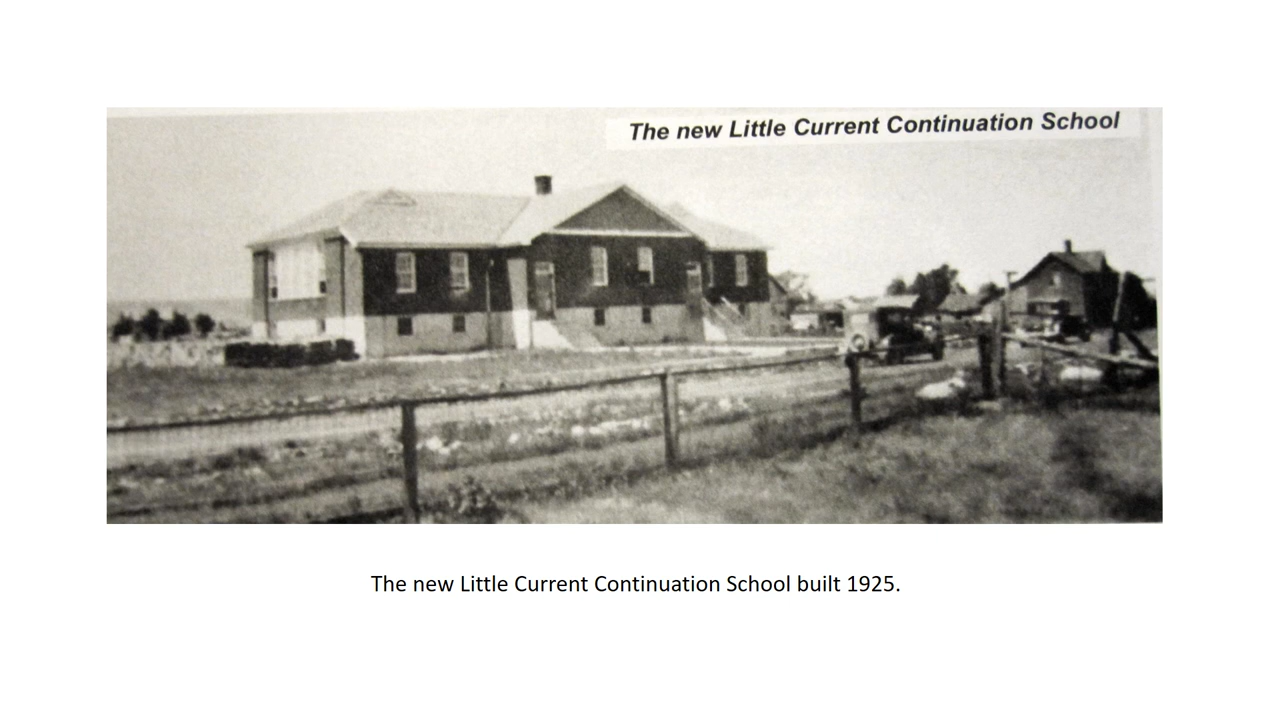 The new Little Current Continuation School
The new Little Current Continuation School built 1925.